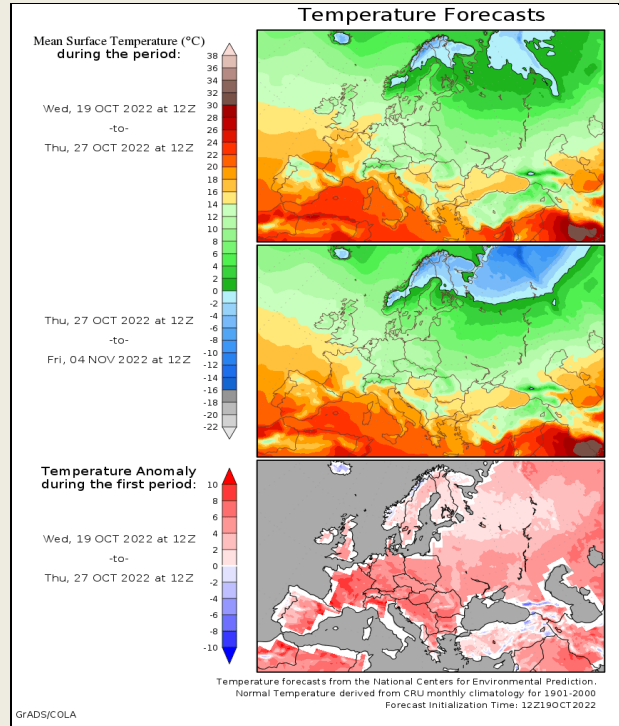 Temperature Forecasts
Mean Surface Temperature (°C)
during the period:
Wed, 19 OCT 2022 at 12Z
-to-
Thu, 27 OCT 2022 at 12Z
38
36
34
32
30
28
26
24
22
20
18
16
14
12
10
8
6
4
2
0
-2
-4
-6
-8
-10
-12
-14
-16
-18
-20
-22
Thu, 27 OCT 2022 at 12Z
-to-
Fri, 04 NOV 2022 at 12Z
Temperature Anomaly
during the first period:
Wed, 19 OCT 2022 at 12Z
-to-
Thu, 27 OCT 2022 at 12Z
10
8
6
4
2
0
-2
-4
-6
-8
-10
Temperature forecasts from the National Centers for Environmental Prediction.
Normal Temperature derived from CRU monthly climatology for 1901-2000
Forecast Initialization Time: 12Z19OCT2022
GrADS/COLA